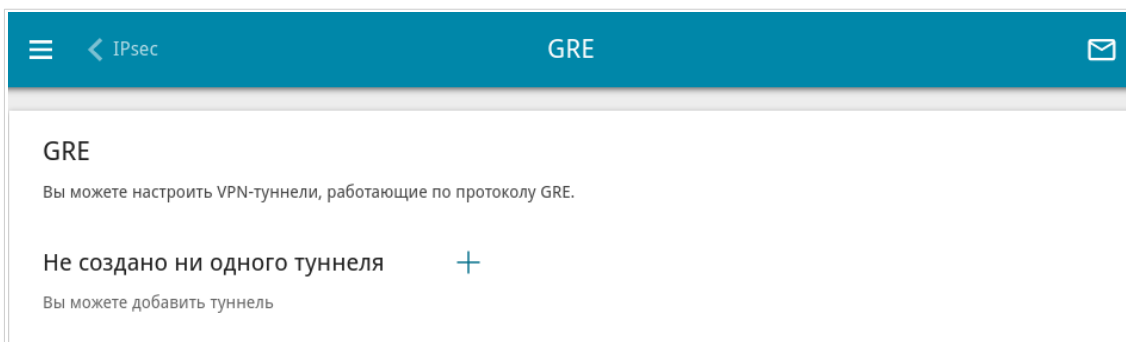 IPsec
GRE
GRE
Вы можете настроить VPN-туннели, работающие по протоколу GRE.
Не создано ни одного туннеля
Вы можете добавить туннель